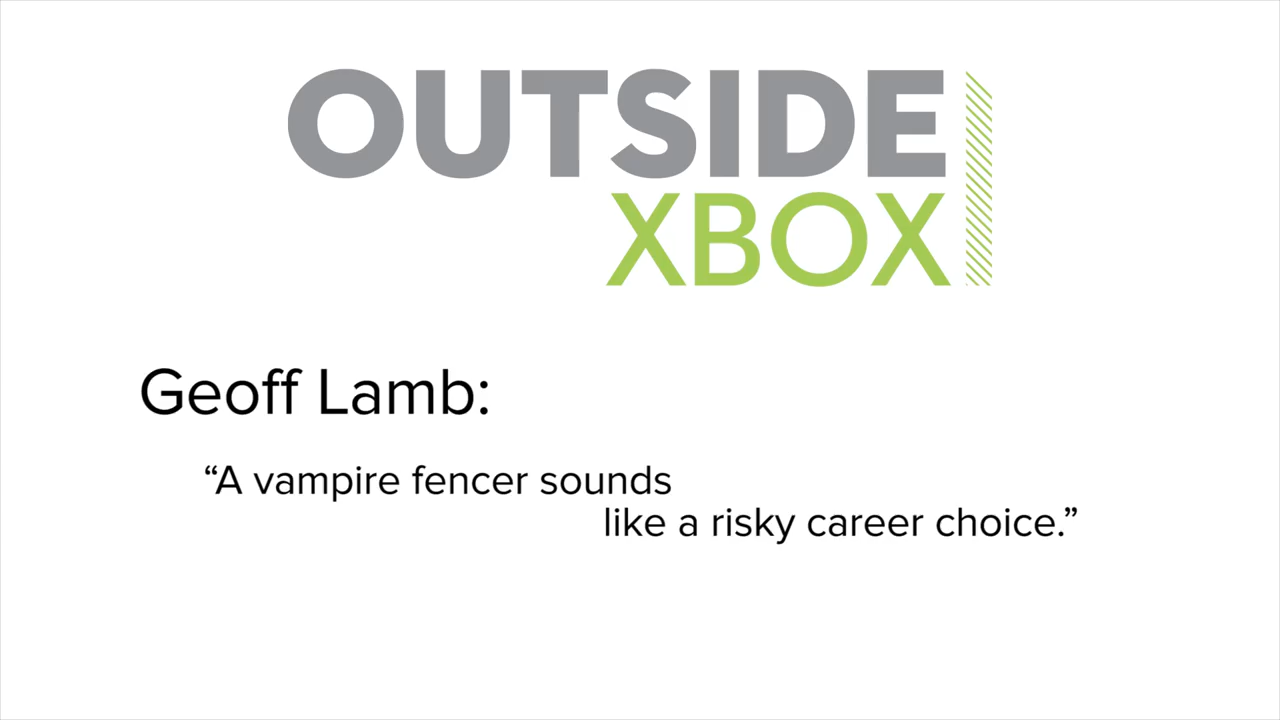 OUTSIDE
XBOX
Geoff Lamb:
“A vampire fencer sounds
like a risky career choice.”